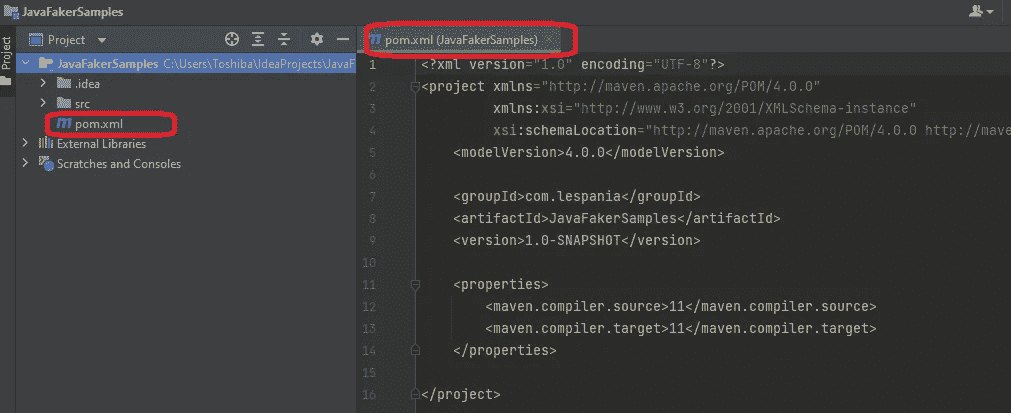 JavaFakerSamples
Project
Project
JavaFakerSamples C:\Users\Toshiba\IdeaProjects\JavaF
.idea
src
pom.xml
External Libraries
Scratches and Consoles
pom.xml (JavaFakerSamples)
1 <?xml version="1.0" encoding="UTF-8"?>
2 <project xmlns="http://maven.apache.org/POM/4.0.0"
3 xmlns:xsi="http://www.w3.org/2001/XMLSchema-instance"
4 xsi:schemaLocation="http://maven.apache.org/POM/4.0.0 http://mave
5 <modelVersion>4.0.0</modelVersion>
6
7 <groupId>com.lespania</groupId>
8 <artifactId>JavaFakerSamples</artifactId>
9 <version>1.0-SNAPSHOT</version>
10
11 <properties>
12 <maven.compiler.source>11</maven.compiler.source>
13 <maven.compiler.target>11</maven.compiler.target>
14 </properties>
15
16 </project>